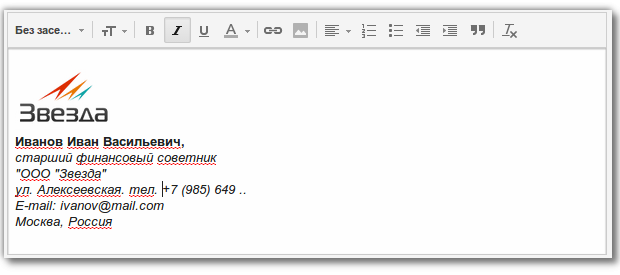 Без засе...
B I U A
Звезда
Иванов Иван Васильевич,
старший финансовый советник
"ООО "Звезда"
ул. Алексеевская. тел. +7 (985) 649 ..
E-mail: ivanov@mail.com
Москва, Россия